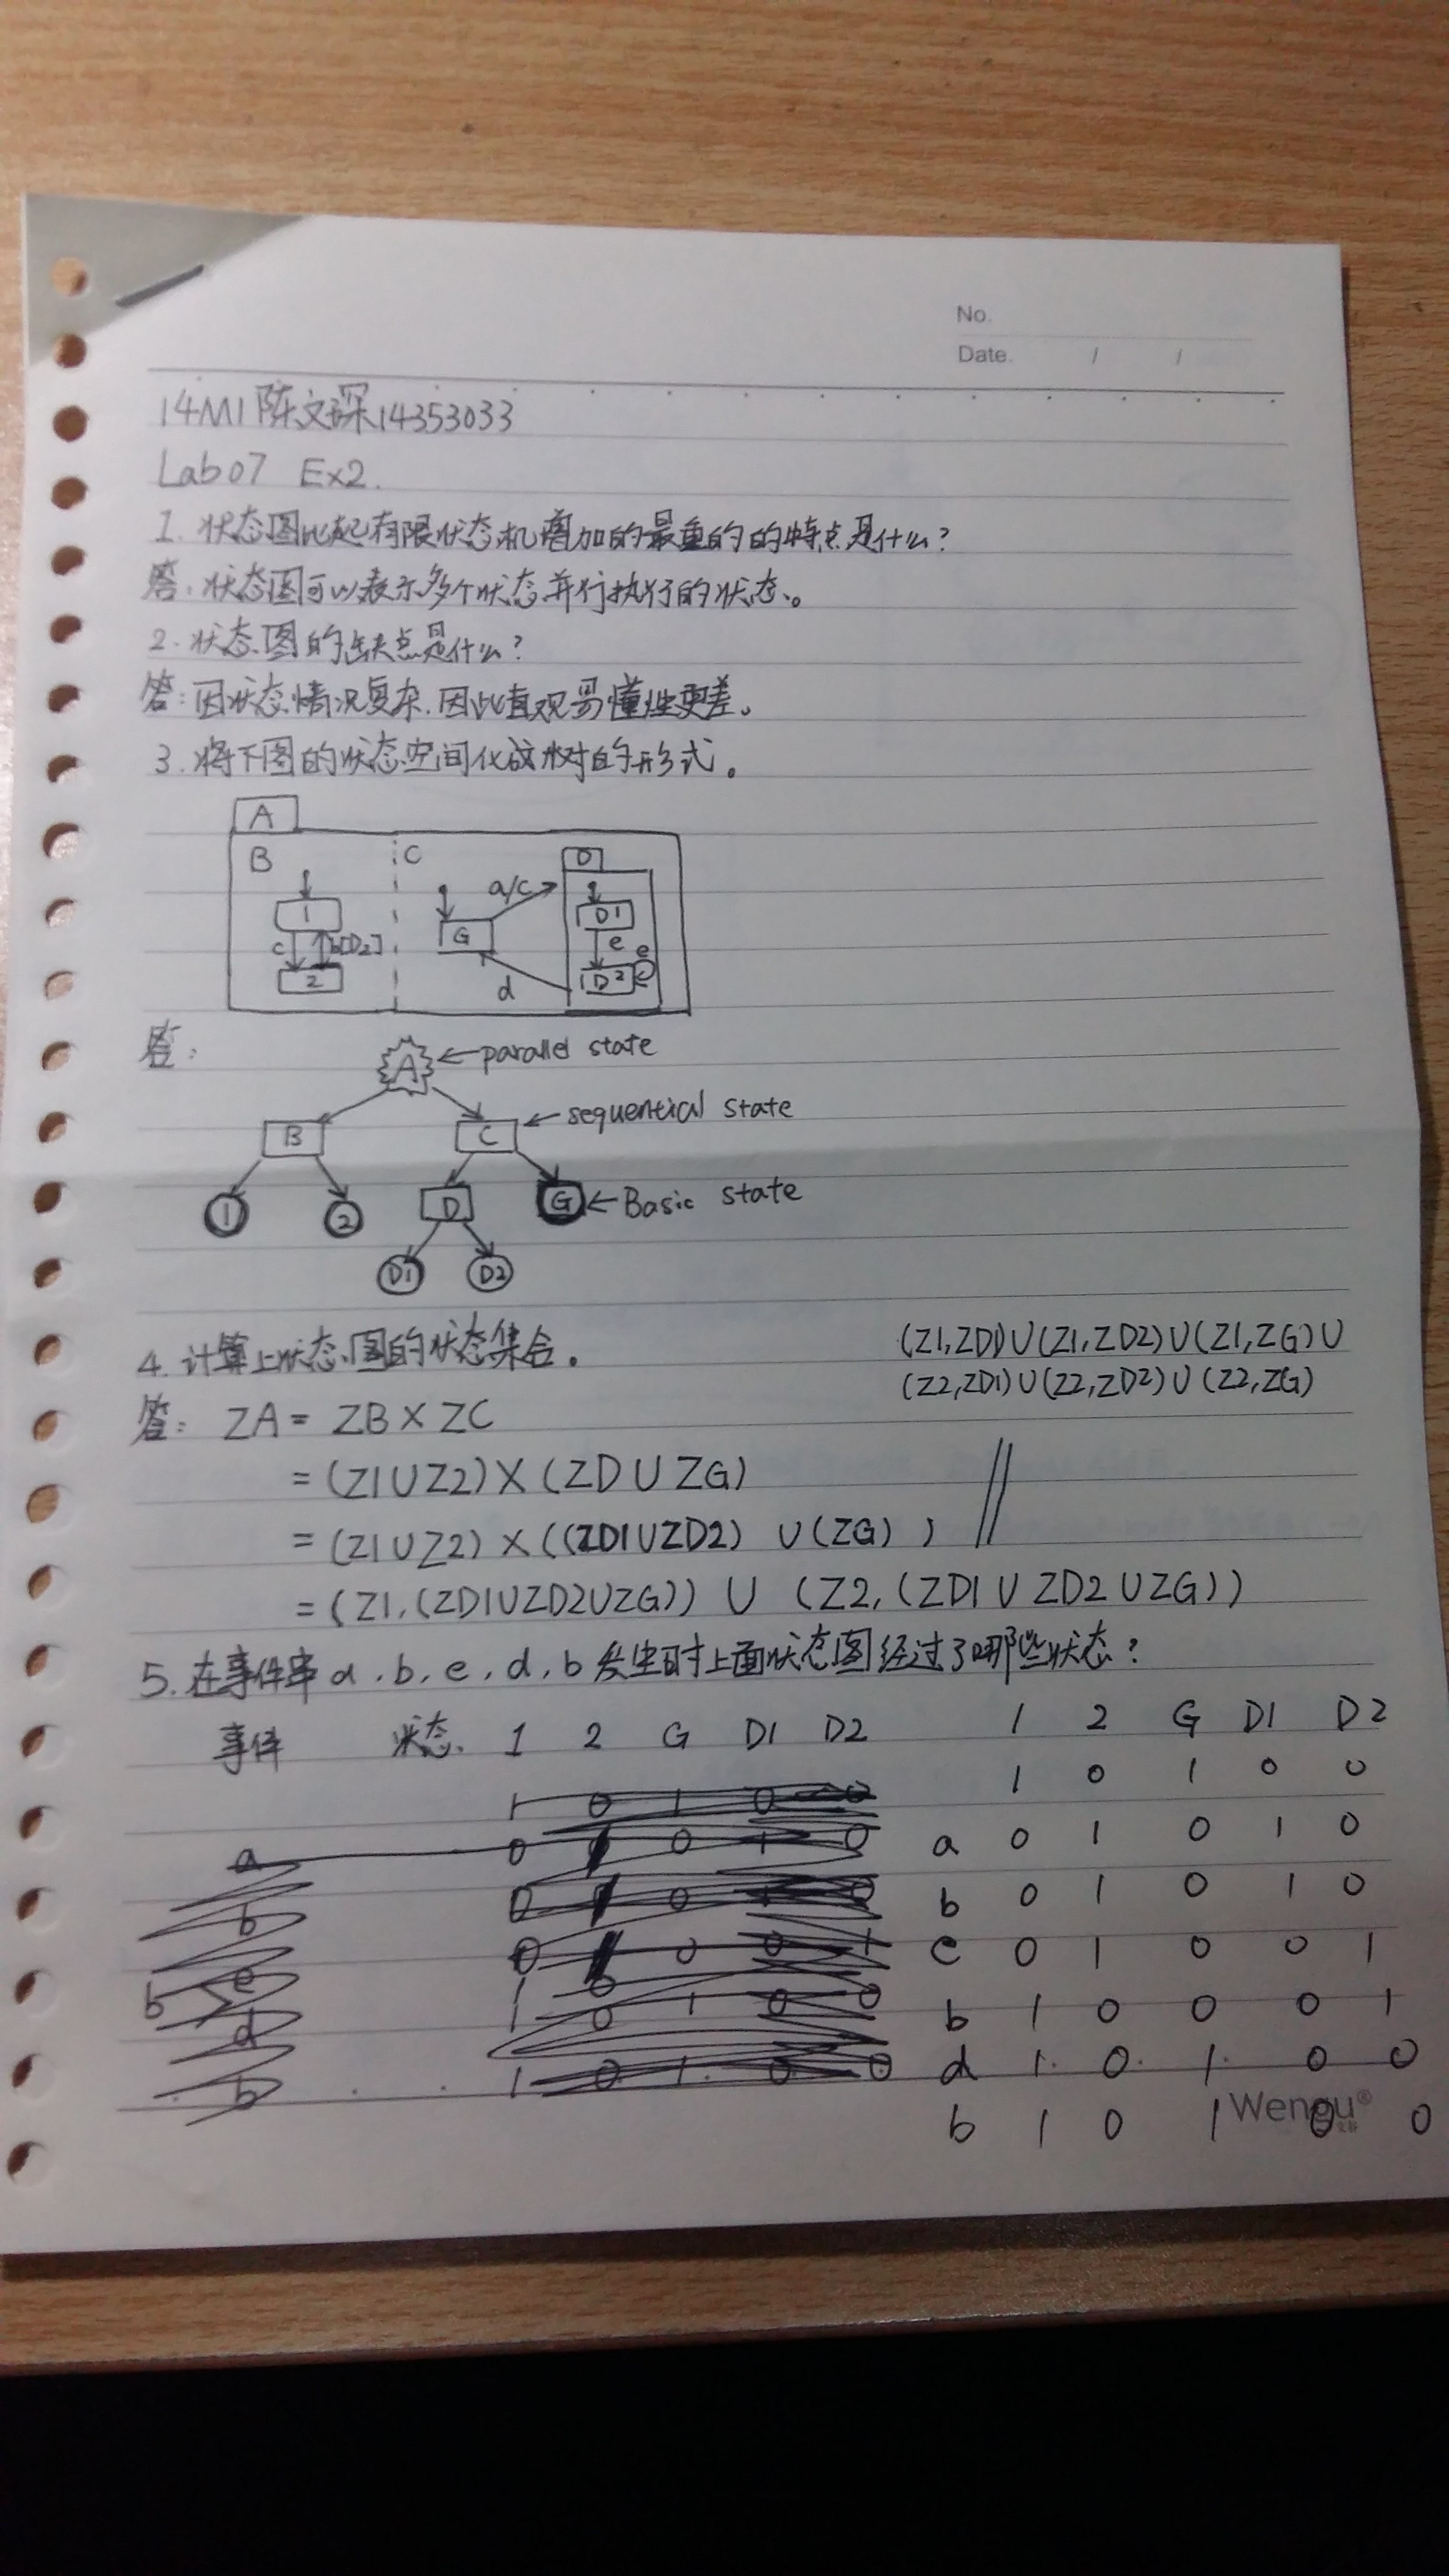 No.
Date. / /
14M1 陈文琛 14353033
Lab07 Ex2.
1. 状态图比起有限状态机增加的最重的的特点是什么?
答:状态图可以表示多个状态并行执行的状态。
2. 状态图的缺点是什么?
答:因状态情况复杂.因此直观易懂性更差。
3. 将下图的状态空间化成树的形式。
A
B C D
a/c
1 G D1
c b[D2] e e
2 d D2
答:
A ← parallel state
B C ← sequential state
1 2 D G ← Basic state
D1 D2
4. 计算上状态图的状态集合。
(Z1,ZD1)∪(Z1,ZD2)∪(Z1,ZG)∪
(Z2,ZD1)∪(Z2,ZD2)∪(Z2,ZG)
答: ZA = ZB × ZC
= (Z1∪Z2) × (ZD∪ZG)
= (Z1∪Z2) × ((ZD1∪ZD2) ∪(ZG))
= (Z1,(ZD1∪ZD2∪ZG)) ∪ (Z2,(ZD1∪ZD2∪ZG))
5. 在事件串 a,b,e,d,b 发生时上面状态图经过了哪些状态?
事件 状态 1 2 G D1 D2
1 2 G D1 D2
1 0 1 0 0
a 0 1 0 1 0
b 0 1 0 1 0
e 0 1 0 0 1
b 1 0 0 0 1
d 1 0 1 0 0
b 1 0 1 0 0
Wengu®